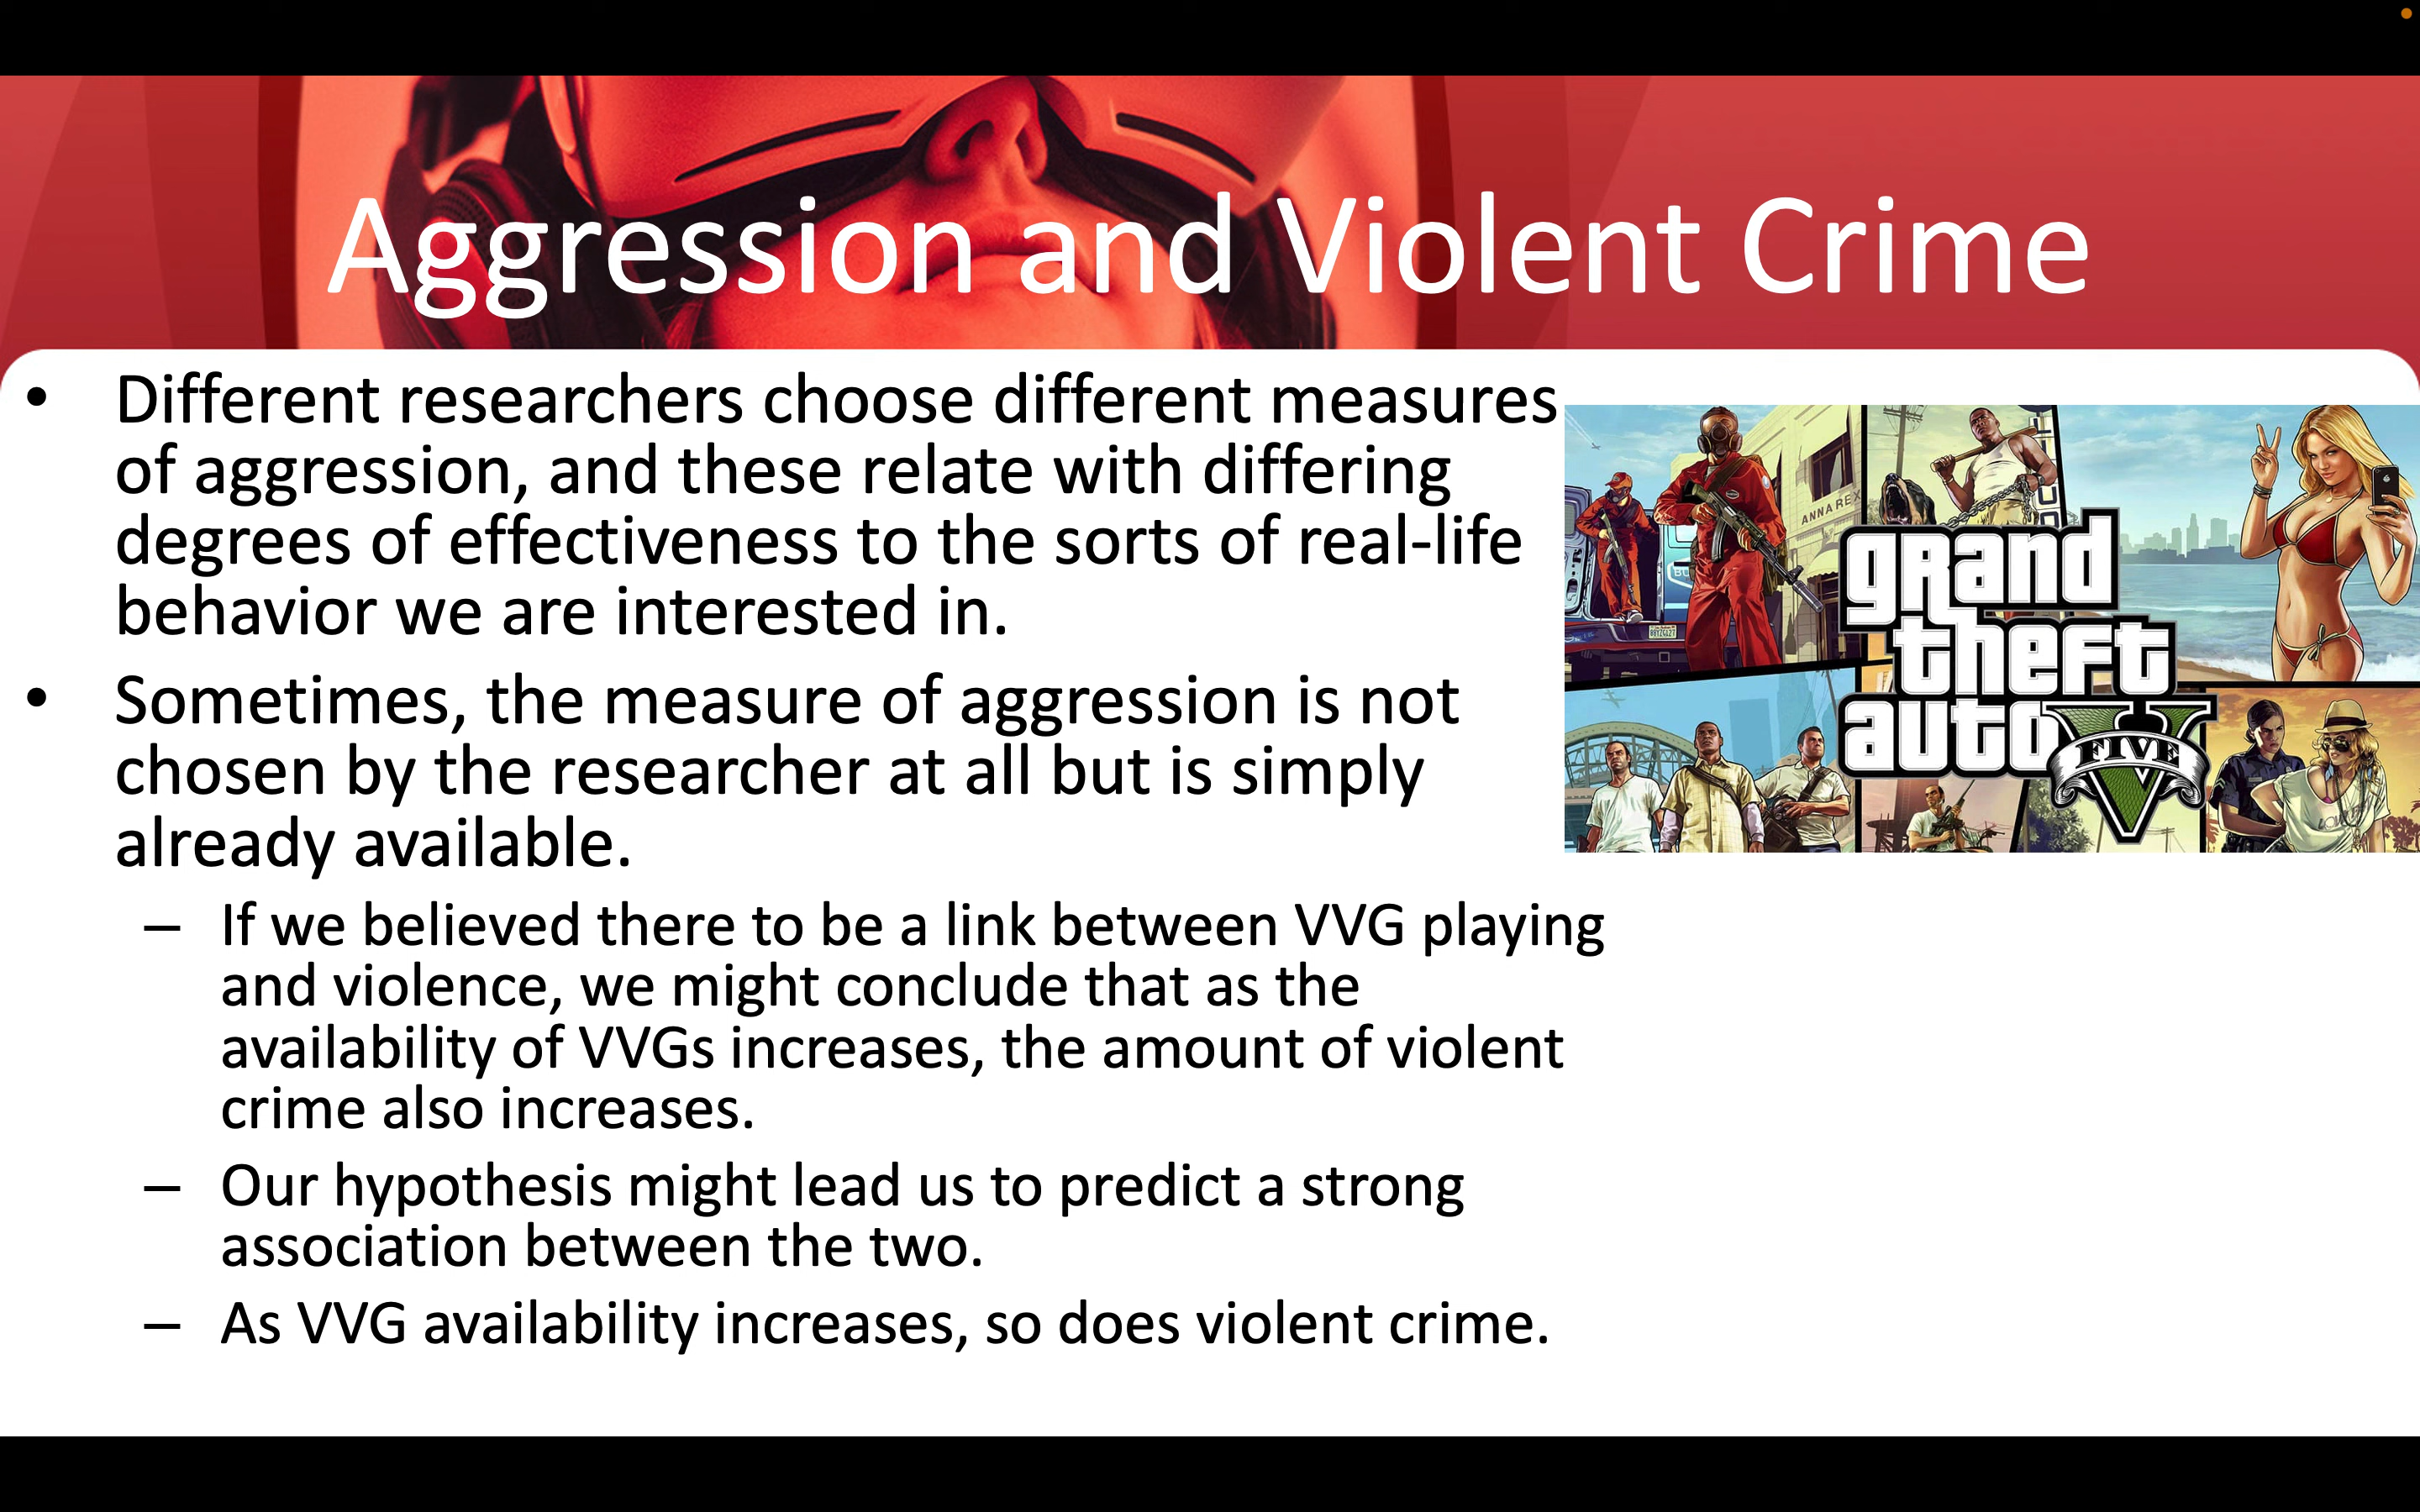 Aggression and Violent Crime
• Different researchers choose different measures
of aggression, and these relate with differing
degrees of effectiveness to the sorts of real-life
behavior we are interested in.
• Sometimes, the measure of aggression is not
chosen by the researcher at all but is simply
already available.
– If we believed there to be a link between VVG playing
and violence, we might conclude that as the
availability of VVGs increases, the amount of violent
crime also increases.
– Our hypothesis might lead us to predict a strong
association between the two.
– As VVG availability increases, so does violent crime.
ANNA REX
grand
theft
auto
V
FIVE